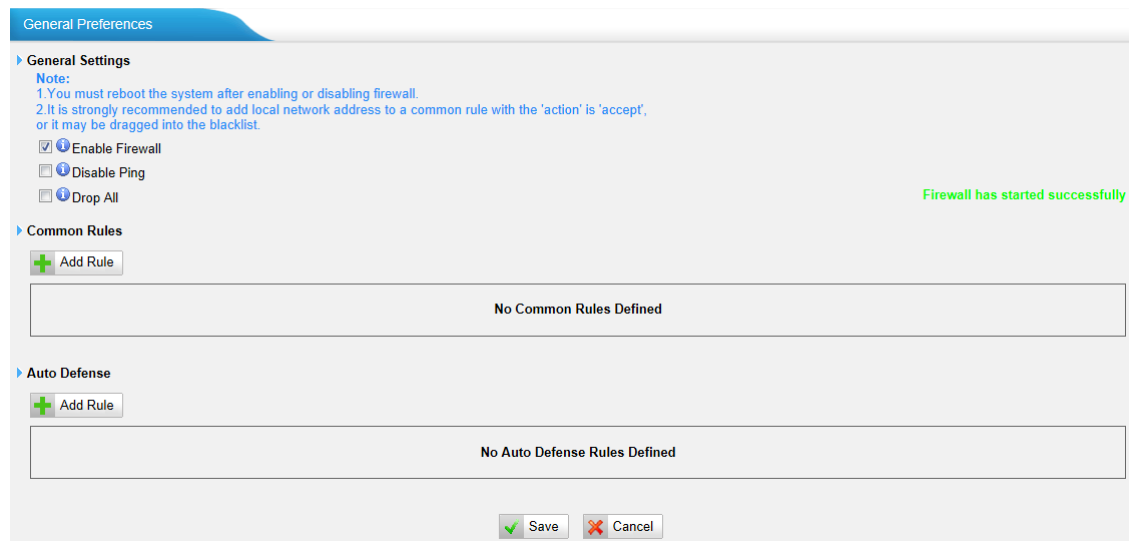 General Preferences
General Settings
Note:
1.You must reboot the system after enabling or disabling firewall.
2.It is strongly recommended to add local network address to a common rule with the 'action' is 'accept',
or it may be dragged into the blacklist.
Enable Firewall
Disable Ping
Drop All
Firewall has started successfully
Common Rules
Add Rule
No Common Rules Defined
Auto Defense
Add Rule
No Auto Defense Rules Defined
Save Cancel